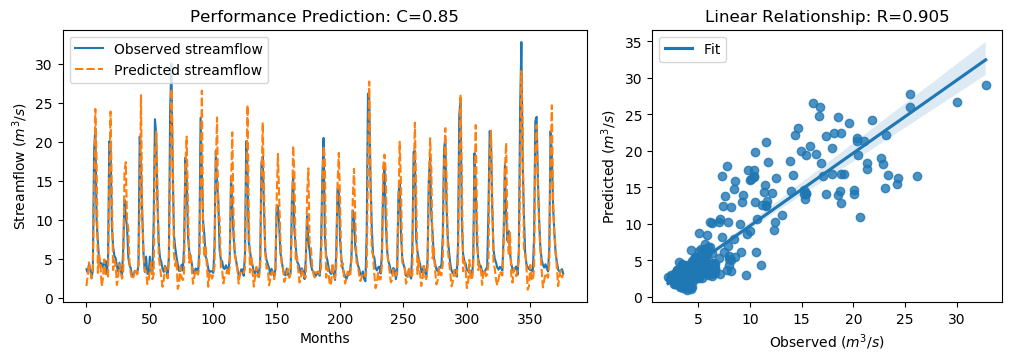 Performance Prediction: C=0.85
Observed streamflow
Predicted streamflow
Streamflow (m³/s)
30
25
20
15
10
5
0
0 50 100 150 200 250 300 350
Months
Linear Relationship: R=0.905
Fit
Predicted (m³/s)
35
30
25
20
15
10
5
0
5 10 15 20 25 30
Observed (m³/s)